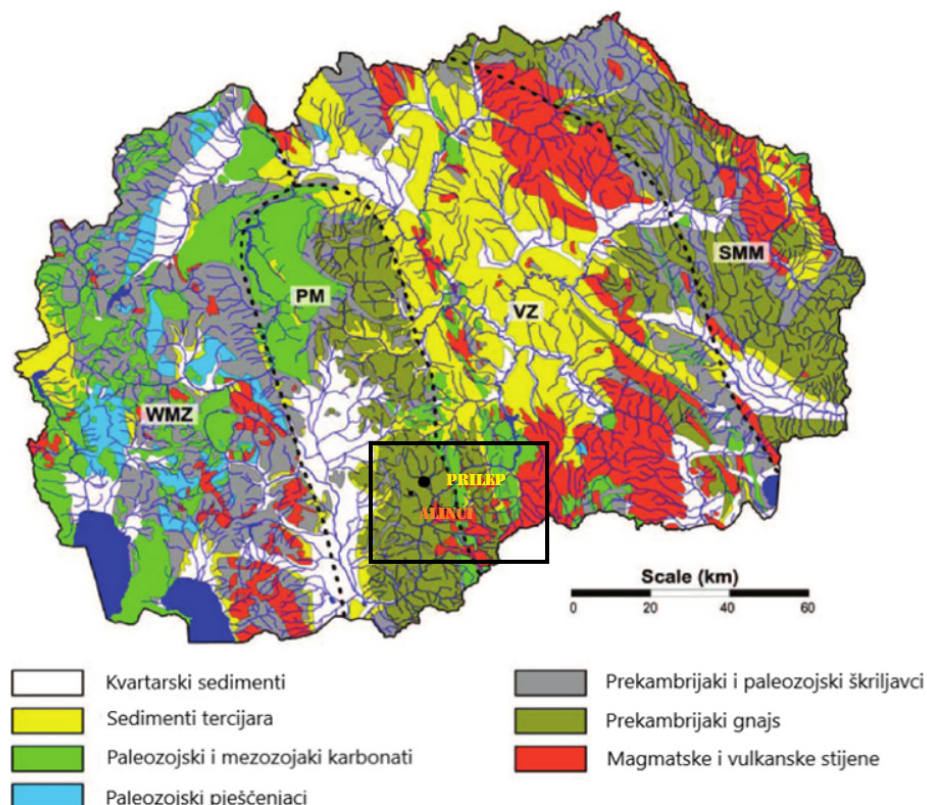 SMM
PM
VZ
WMZ
PRILEP
ALINCI
Scale (km)
0 20 40 60
Kvartarski sedimenti
Sedimenti tercijara
Paleozojski i mezozojaki karbonati
Paleozojski pješčenjaci
Prekambrijaki i paleozojski škriljavci
Prekambrijaki gnajs
Magmatske i vulkanske stijene